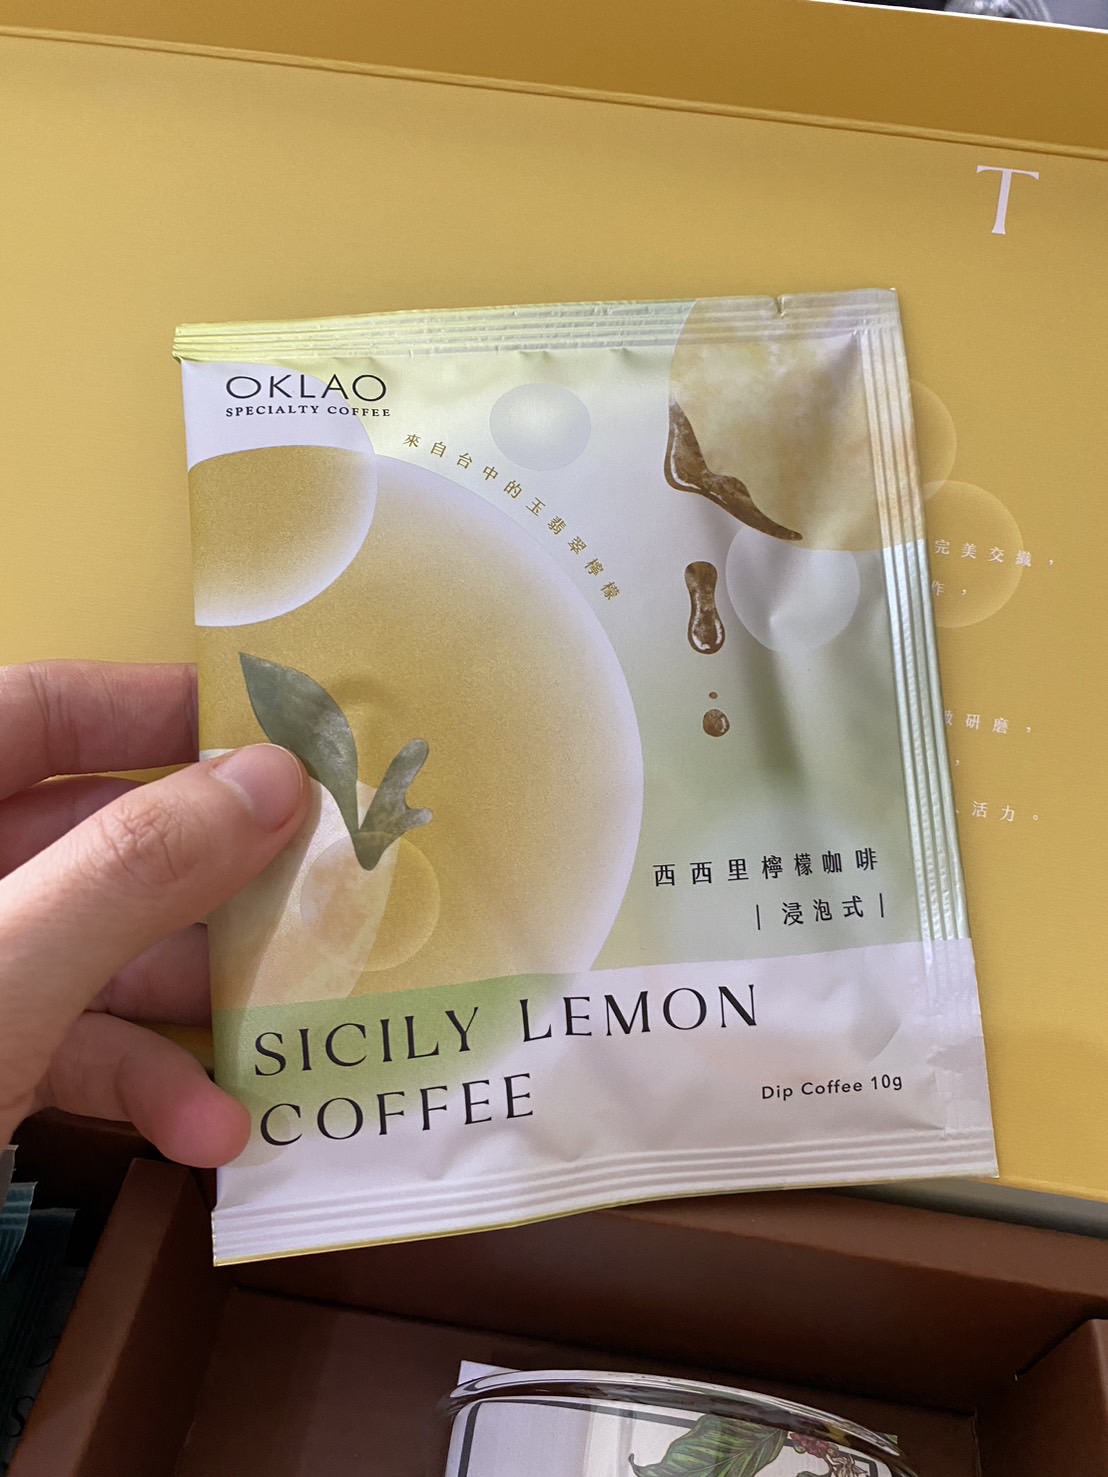 T
OKLAO
SPECIALTY COFFEE
來自台中的玉翡翠檸檬
完美交織，
作，
研磨，
，
活力。
西西里檸檬咖啡
｜浸泡式｜
SICILY LEMON
COFFEE
Dip Coffee 10g